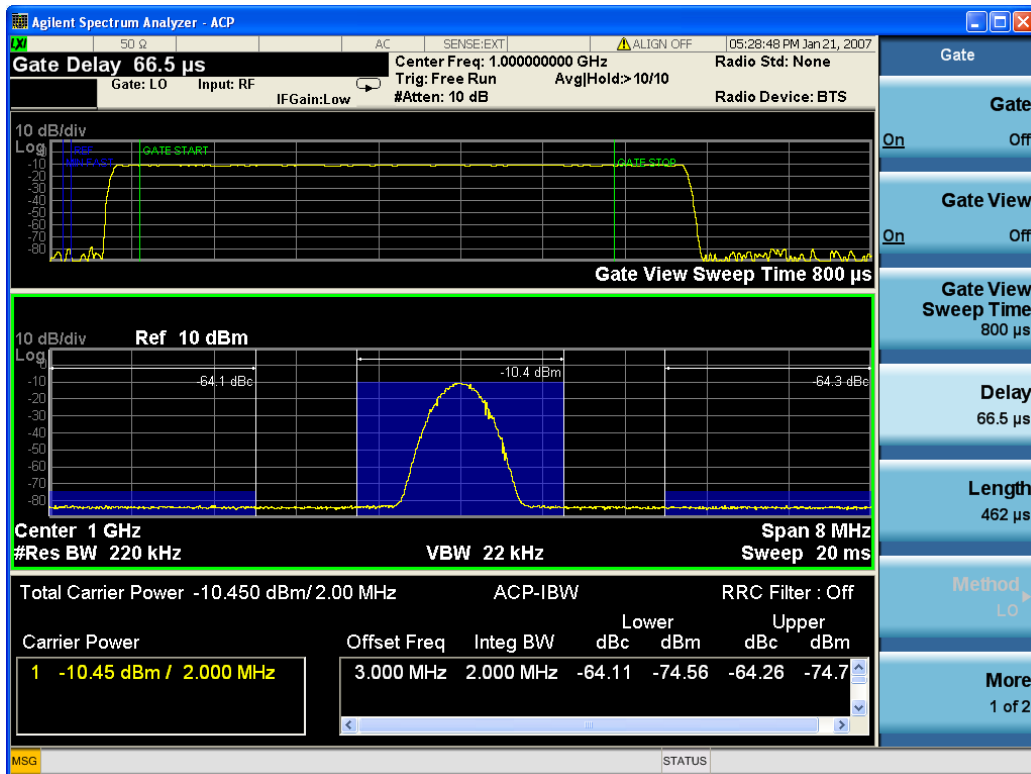 Agilent Spectrum Analyzer - ACP
LXI 50 Ω AC SENSE:EXT ALIGN OFF 05:28:48 PM Jan 21, 2007
Gate Delay 66.5 µs
Gate: LO Input: RF
IFGain:Low
Center Freq: 1.000000000 GHz
Trig: Free Run Avg|Hold:>10/10
#Atten: 10 dB
Radio Std: None
Radio Device: BTS
10 dB/div
Log
REF
MIN FAST
GATE START
GATE STOP
-10
-20
-30
-40
-50
-60
-70
-80
Gate View Sweep Time 800 µs
10 dB/div Ref 10 dBm
Log
0
-10
-20
-30
-40
-50
-60
-70
-80
-64.1 dBc
-10.4 dBm
-64.3 dBc
Center 1 GHz Span 8 MHz
#Res BW 220 kHz VBW 22 kHz Sweep 20 ms
Total Carrier Power -10.450 dBm/ 2.00 MHz ACP-IBW RRC Filter : Off
Lower Upper
Carrier Power Offset Freq Integ BW dBc dBm dBc dBm
1 -10.45 dBm / 2.000 MHz 3.000 MHz 2.000 MHz -64.11 -74.56 -64.26 -74.7
MSG STATUS
Gate
Gate
On Off
Gate View
On Off
Gate View
Sweep Time
800 µs
Delay
66.5 µs
Length
462 µs
Method
LO
More
1 of 2